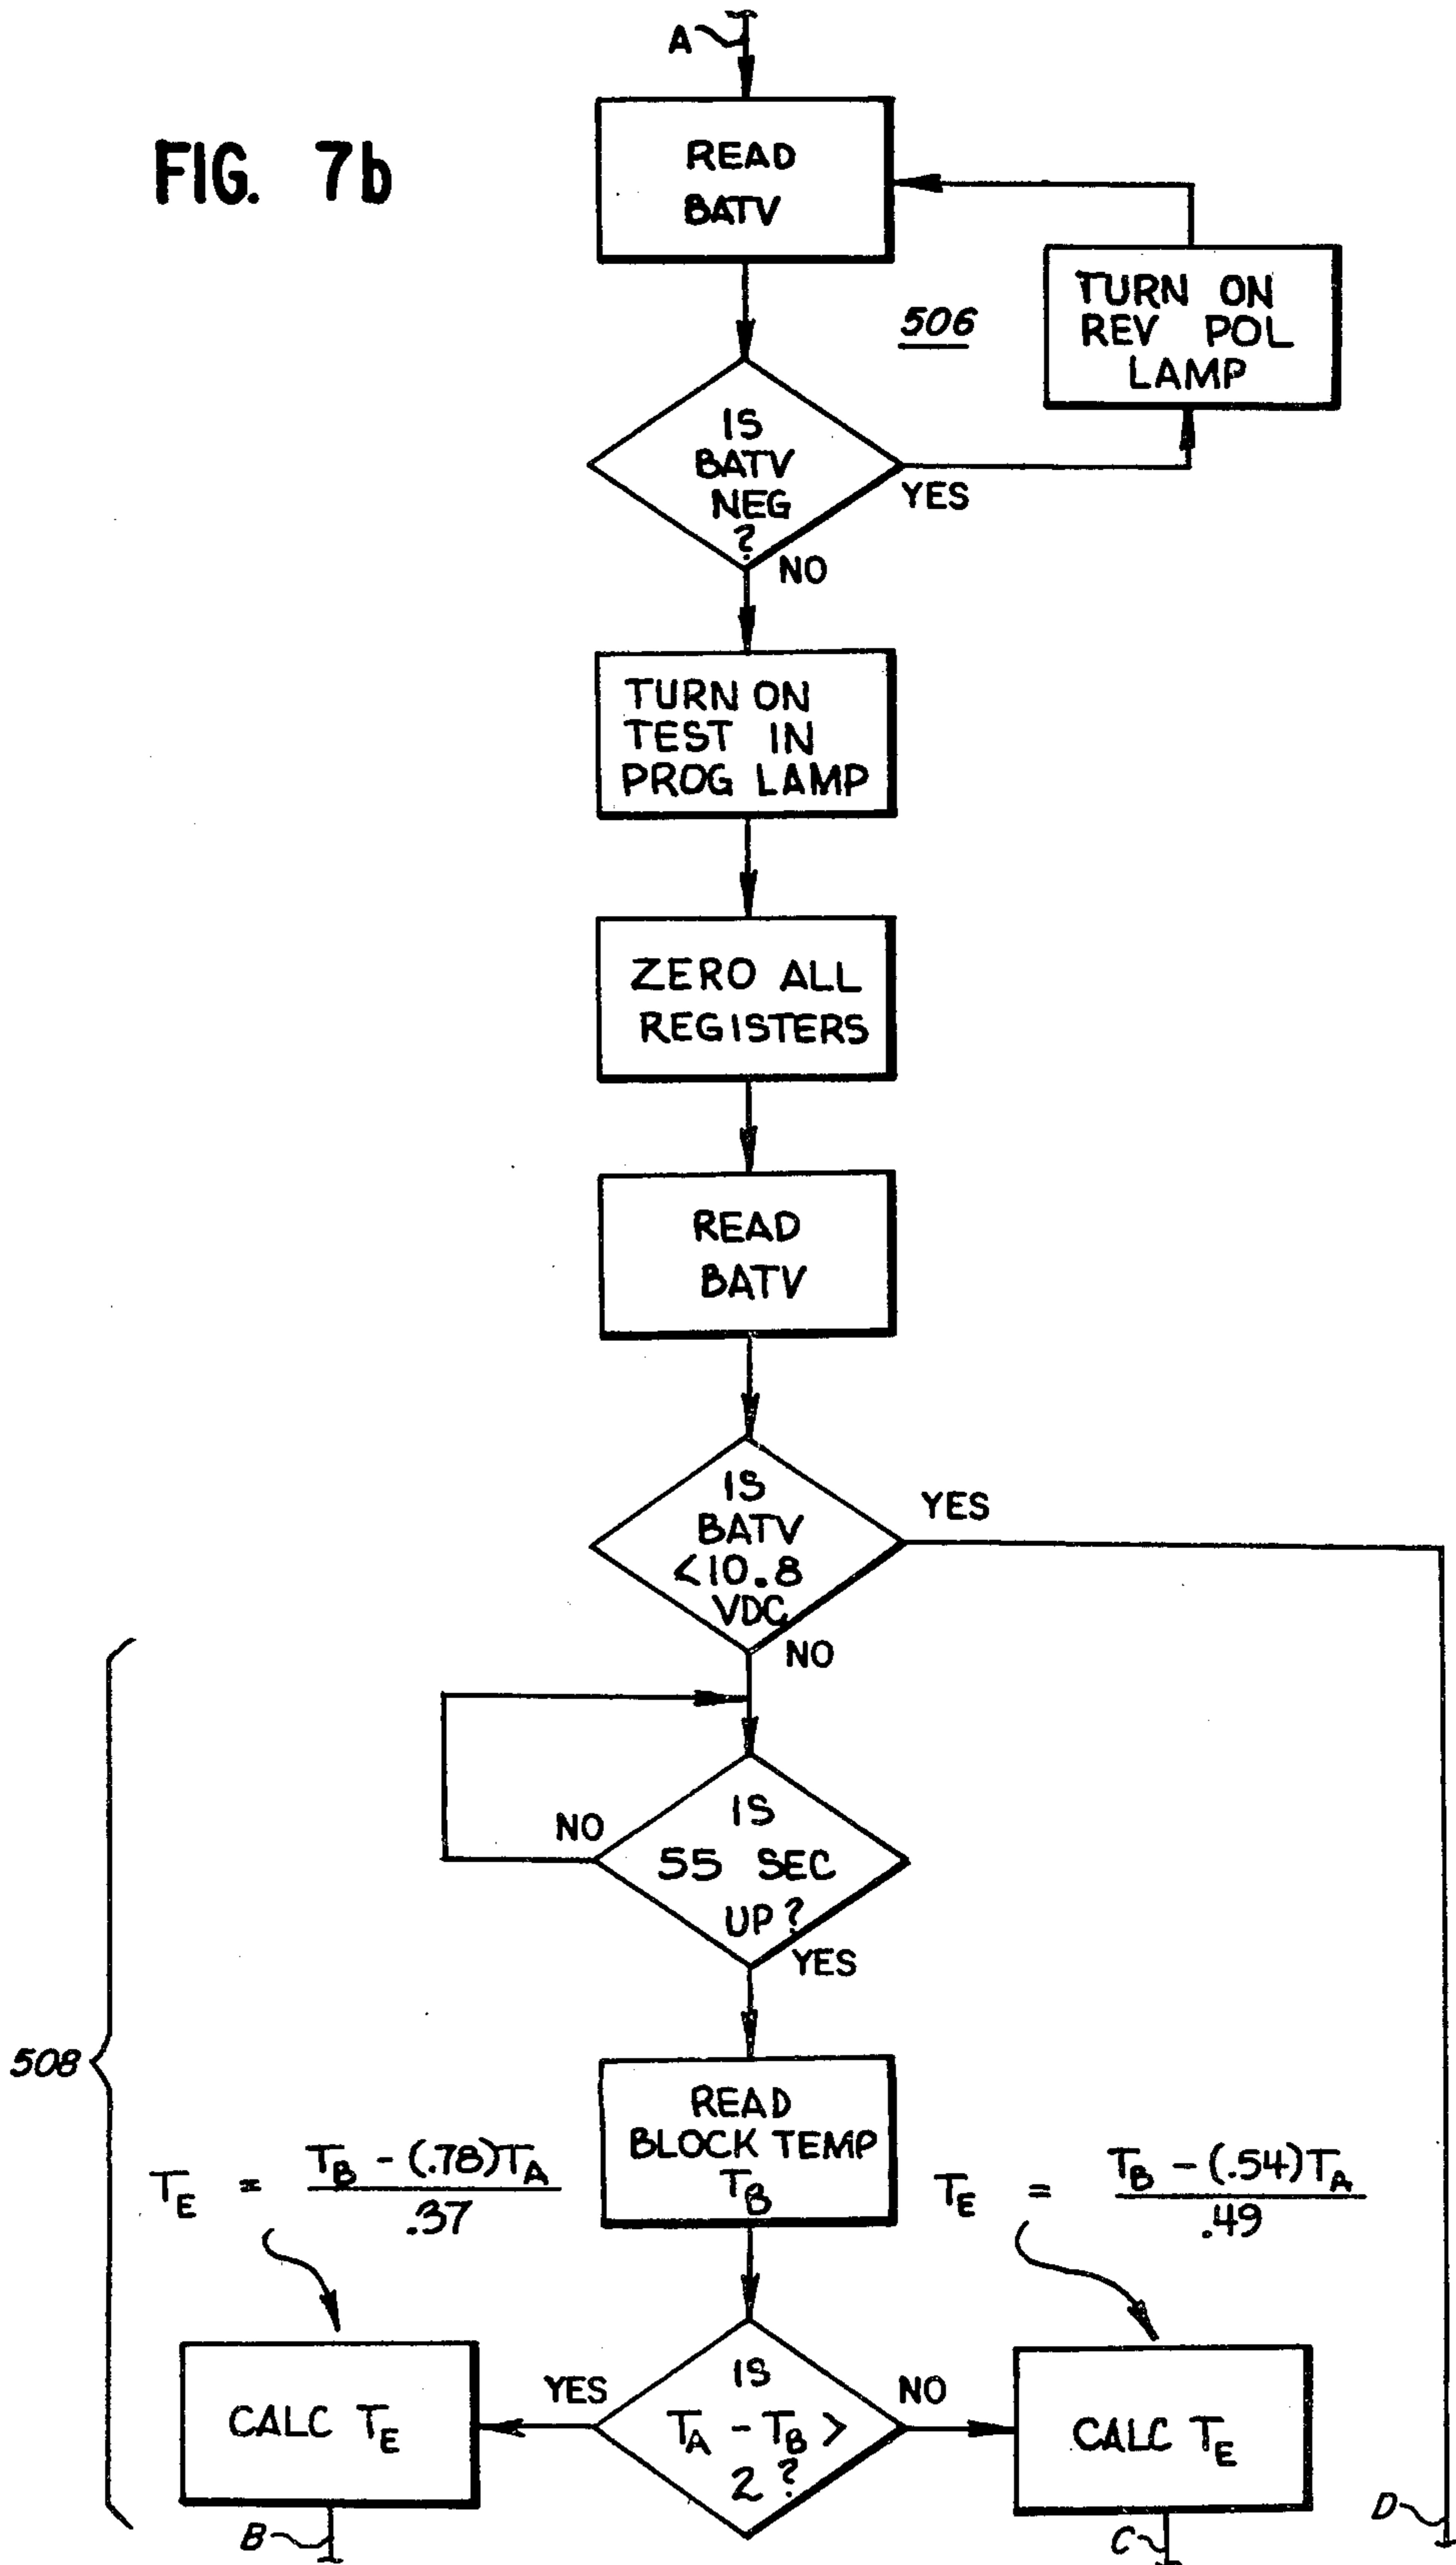 A
FIG. 7b
READ
BATV
TURN ON
REV POL
LAMP
506
IS
BATV
NEG
?
YES
NO
TURN ON
TEST IN
PROG LAMP
ZERO ALL
REGISTERS
READ
BATV
IS
BATV
<10.8
VDC
YES
NO
IS
55 SEC
UP?
NO
YES
508
READ
BLOCK TEMP
T_B
T_E = T_B - (.78)T_A
.37
T_E = T_B - (.54)T_A
.49
CALC T_E
YES
IS
T_A - T_B >
2?
NO
CALC T_E
B
C
D